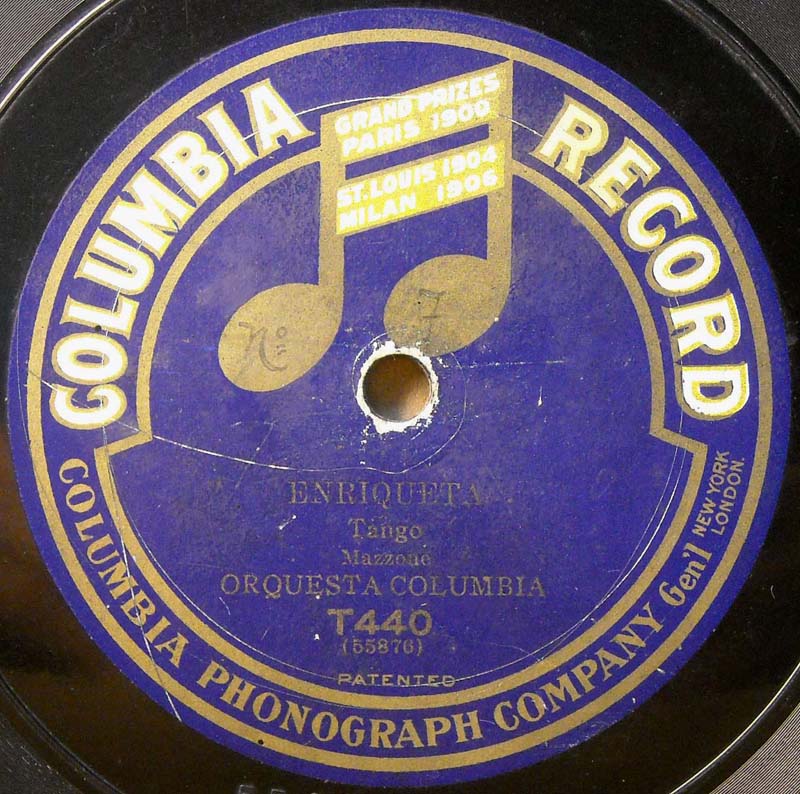 COLUMBIA RECORD
GRAND PRIZES
PARIS 1900
ST. LOUIS 1904
MILAN 1906
Nº 7
ENRIQUETA
Tango
Mazzone
ORQUESTA COLUMBIA
T440
(55876)
PATENTED
COLUMBIA PHONOGRAPH COMPANY Gen'l
NEW YORK
LONDON.